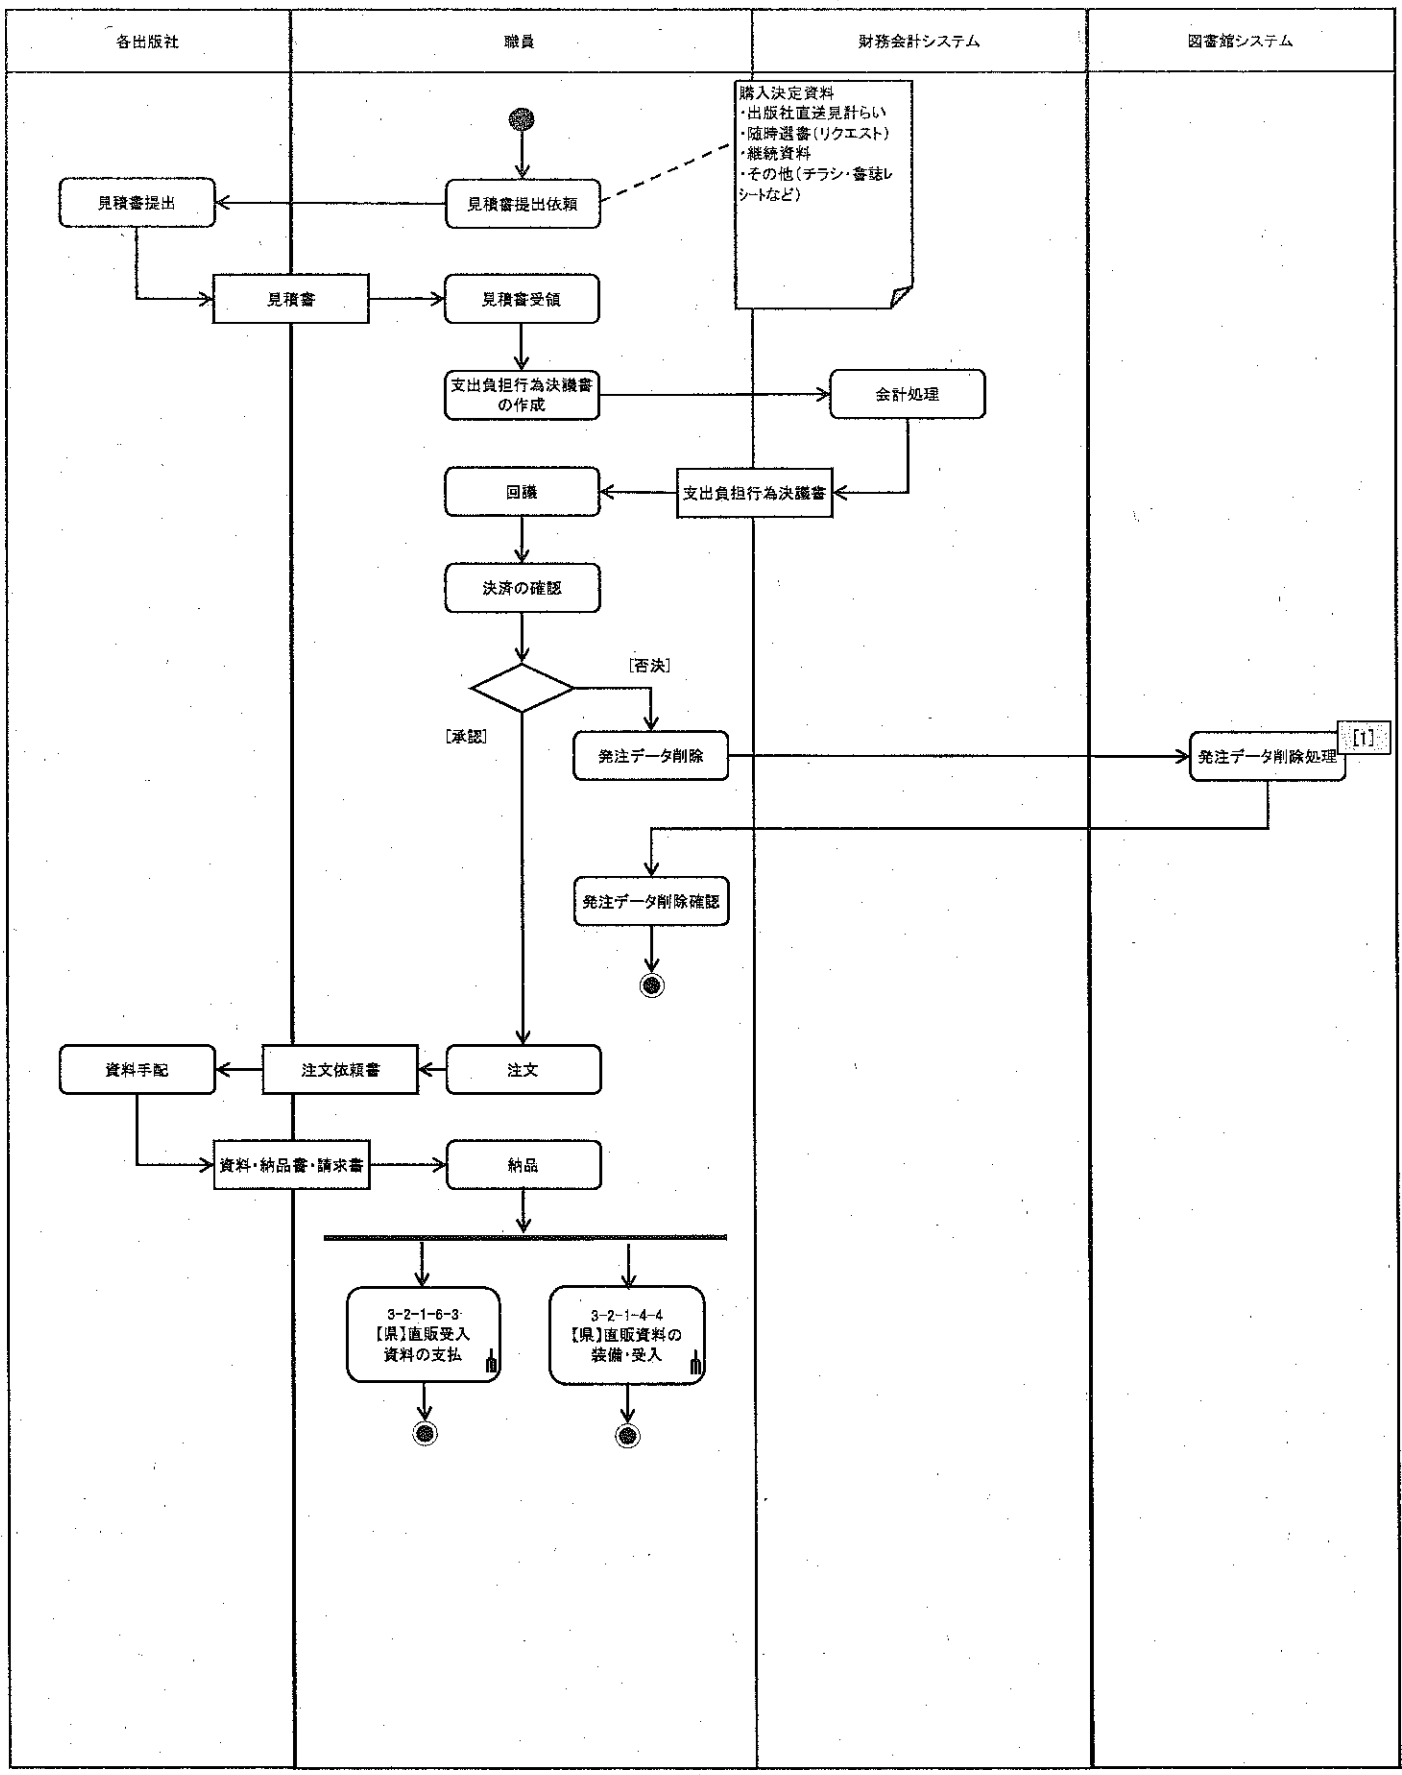 各出版社
職員
財務会計システム
図書館システム
購入決定資料
・出版社直送見計らい
・随時選書(リクエスト)
・継続資料
・その他(チラシ・書誌レ
シートなど)
見積書提出
見積書提出依頼
見積書
見積書受領
支出負担行為決議書
の作成
会計処理
回議
支出負担行為決議書
決済の確認
[否決]
[承認]
発注データ削除
発注データ削除処理
[1]
発注データ削除確認
資料手配
注文依頼書
注文
資料・納品書・請求書
納品
3-2-1-6-3
【県】直販受入
資料の支払
3-2-1-4-4
【県】直販資料の
装備・受入